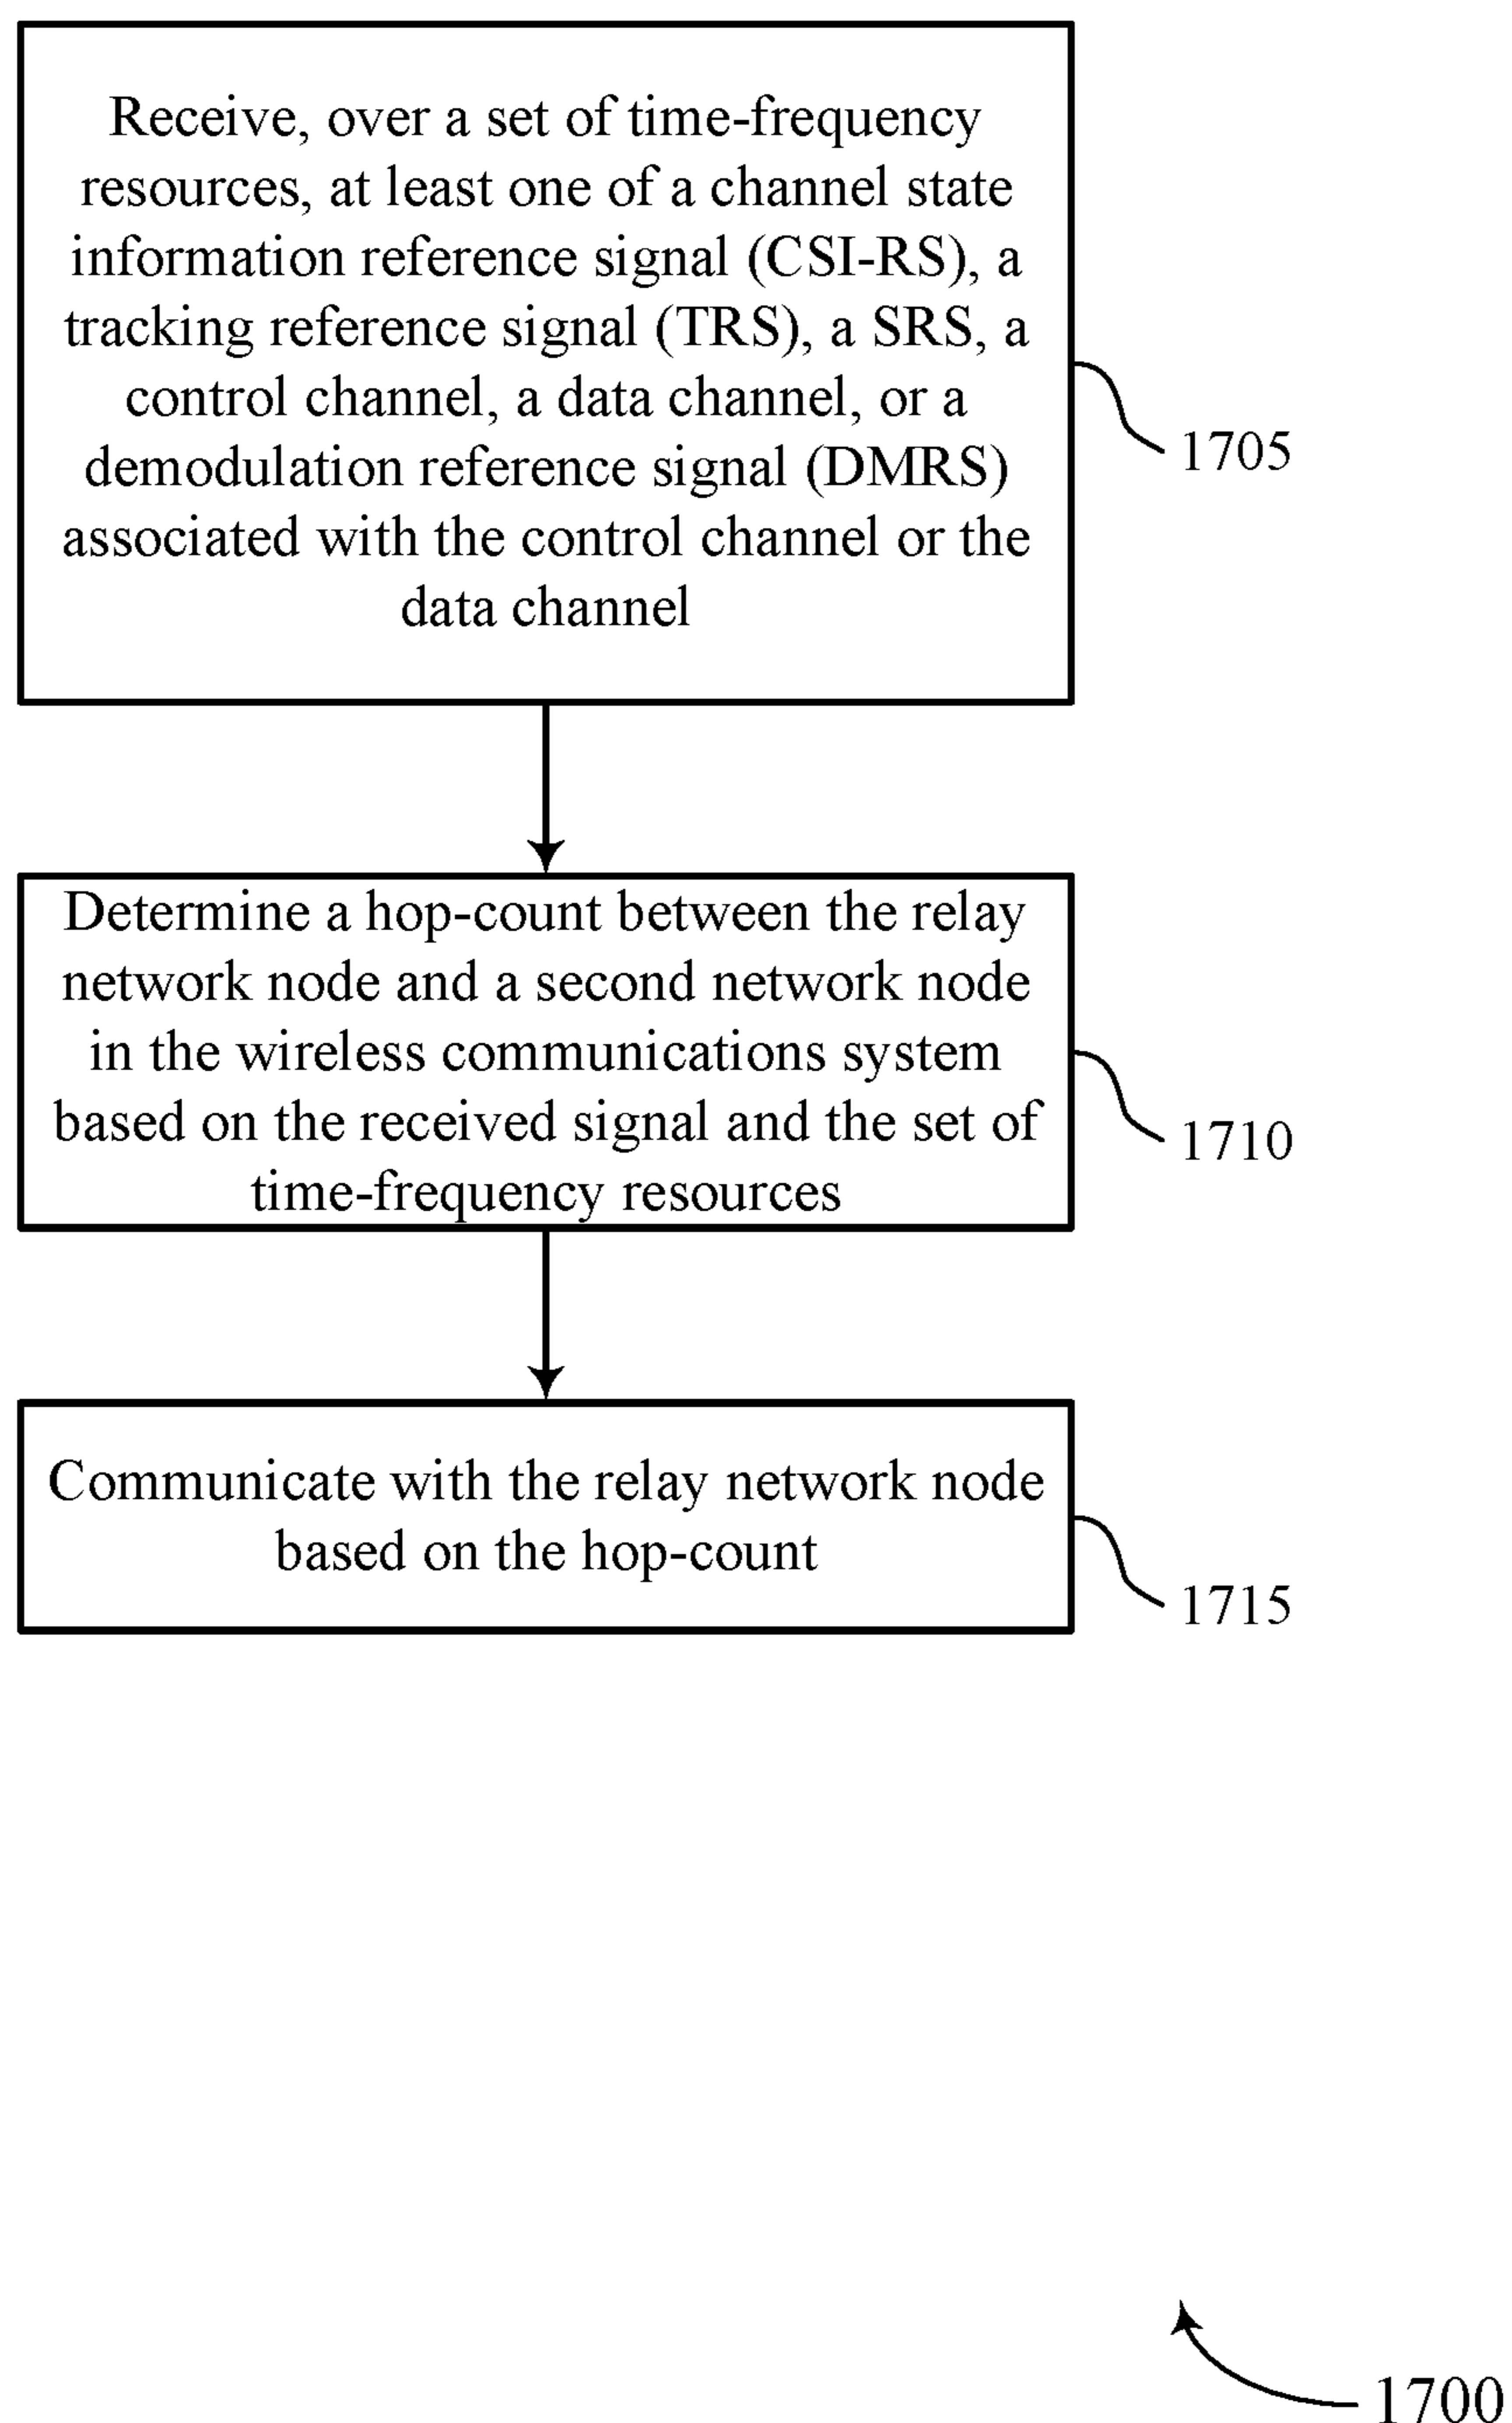 Receive, over a set of time-frequency
resources, at least one of a channel state
information reference signal (CSI-RS), a
tracking reference signal (TRS), a SRS, a
control channel, a data channel, or a
demodulation reference signal (DMRS)
associated with the control channel or the
data channel
1705
Determine a hop-count between the relay
network node and a second network node
in the wireless communications system
based on the received signal and the set of
time-frequency resources
1710
Communicate with the relay network node
based on the hop-count
1715
1700